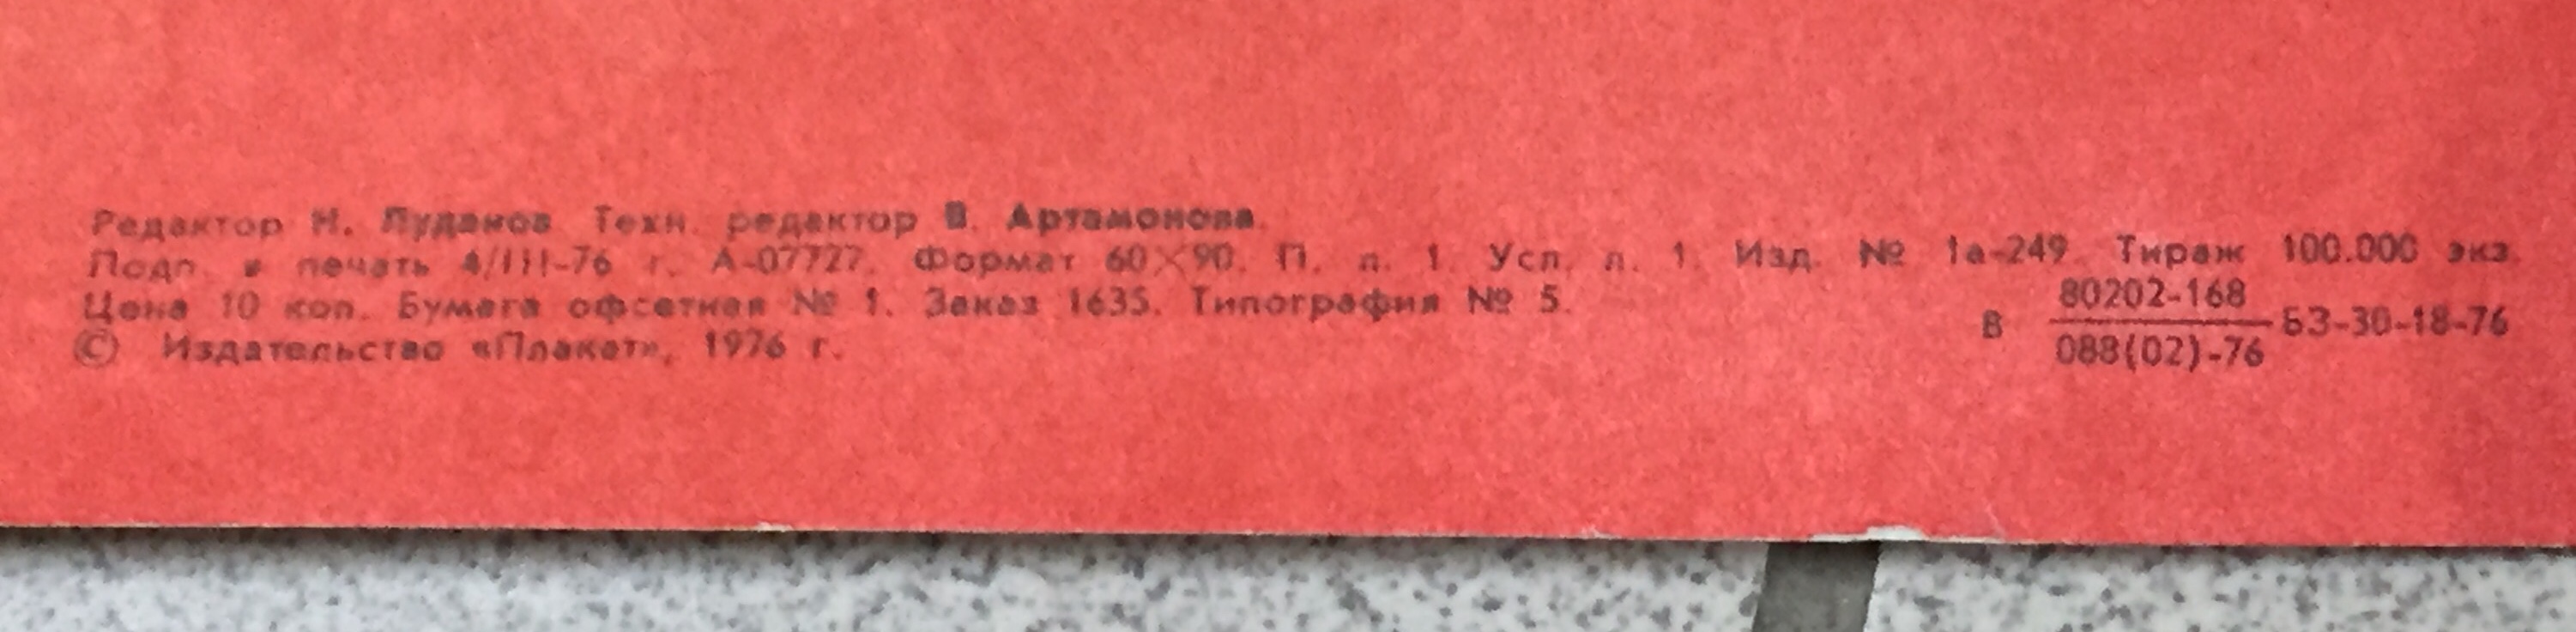 Редактор Н. Луданов Техн. редактор В. Артамонова.
Подп. в печать 4/III-76 г. А-07727. Формат 60×90. П. л. 1 Усл. л. 1. Изд. № 1а-249 Тираж 100.000 экз.
Цена 10 коп. Бумага офсетная № 1. Заказ 1635. Типография № 5.
© Издательство «Плакат», 1976 г.
80202-168
В БЗ-30-18-76
088(02)-76